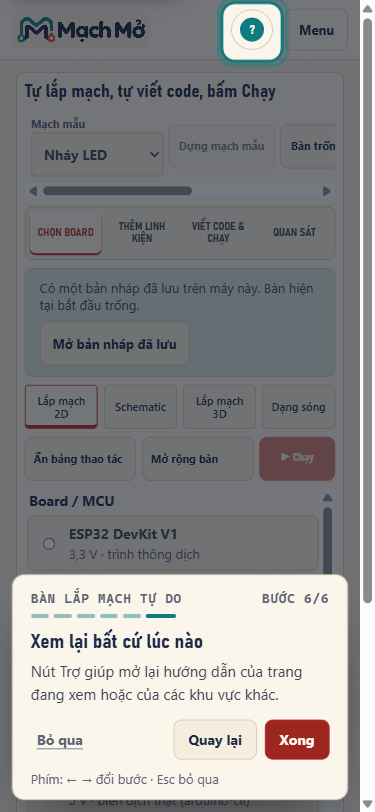 Mạch Mở
?
Menu
Tự lắp mạch, tự viết code, bấm Chạy
Mạch mẫu
Nháy LED
Dựng mạch mẫu
Bàn trốn
CHỌN BOARD
THÊM LINH
KIỆN
VIẾT CODE &
CHẠY
QUAN SÁT
Có một bản nháp đã lưu trên máy này. Bàn hiện
tại bắt đầu trống.
Mở bản nháp đã lưu
Lắp mạch
2D
Schematic
Lắp mạch
3D
Dạng sóng
Ẩn bảng thao tác
Mở rộng bàn
▶ Chạy
Board / MCU
ESP32 DevKit V1
3,3 V · trình thông dịch
BÀN LẮP MẠCH TỰ DO
BƯỚC 6/6
Xem lại bất cứ lúc nào
Nút Trợ giúp mở lại hướng dẫn của trang
đang xem hoặc của các khu vực khác.
Bỏ qua
Quay lại
Xong
Phím: ← → đổi bước · Esc bỏ qua
5 V · biên dịch thật (arduino-cli)